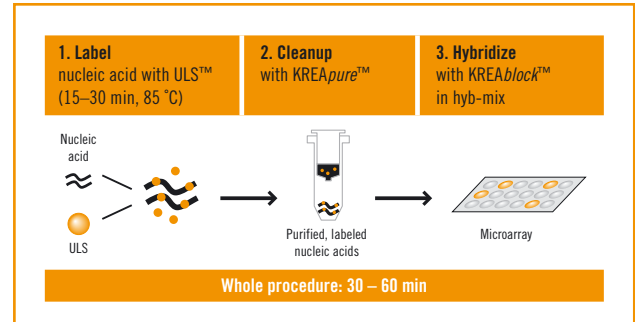 1. Label
nucleic acid with ULS™
(15–30 min, 85 ˚C)
2. Cleanup
with KREApure™
3. Hybridize
with KREAblock™
in hyb-mix
Nucleic
acid
ULS
Purified, labeled
nucleic acids
Microarray
Whole procedure: 30 – 60 min